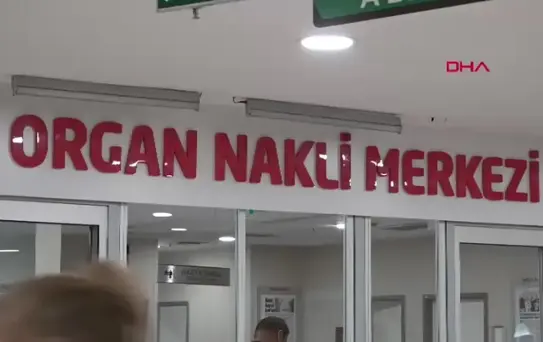 DHA
ORGAN NAKLİ MERKEZİ